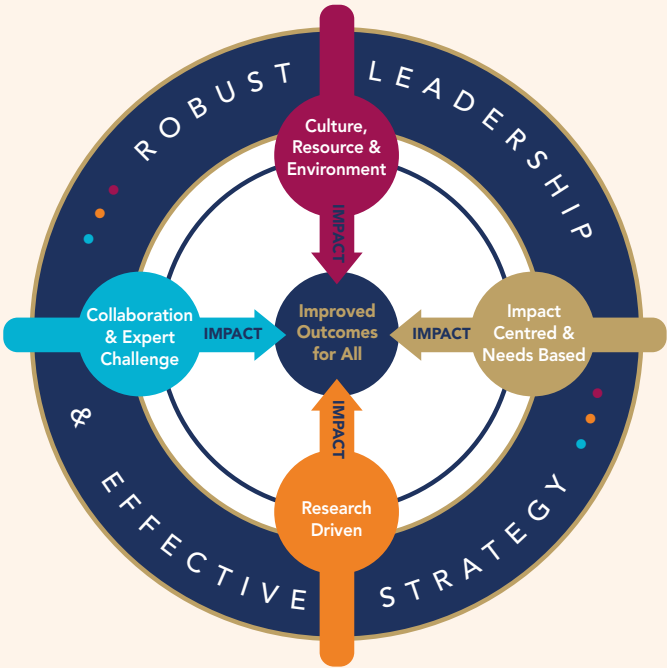 ROBUST LEADERSHIP
& EFFECTIVE STRATEGY
Culture,
Resource &
Environment
IMPACT
Collaboration
& Expert
Challenge
IMPACT
Improved
Outcomes
for All
IMPACT
Impact
Centred &
Needs Based
IMPACT
Research
Driven